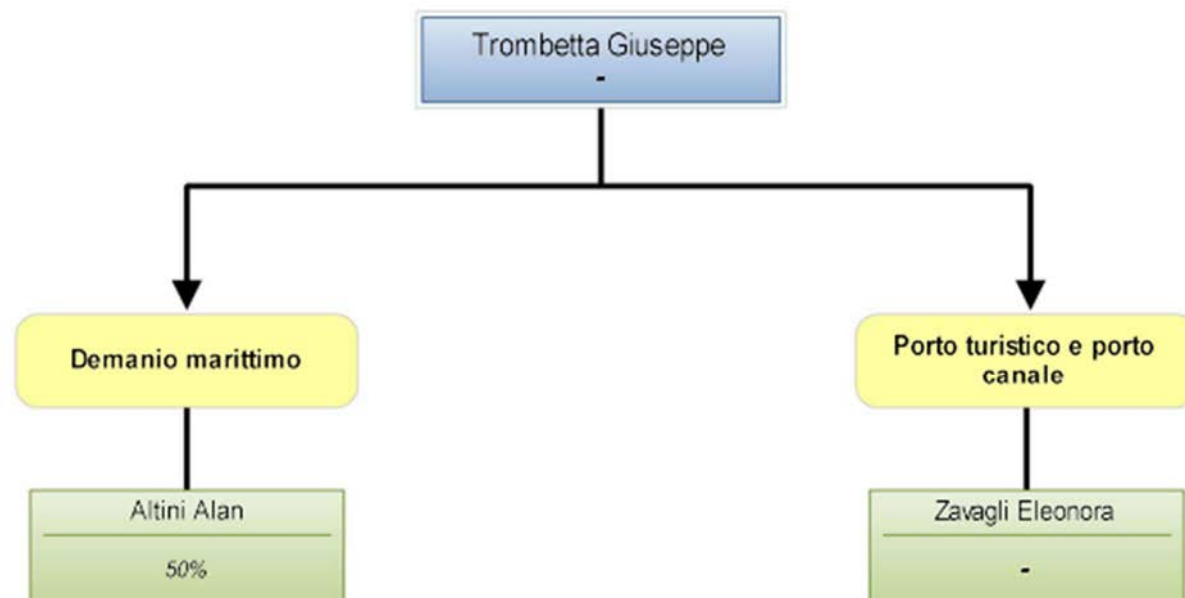 Trombetta Giuseppe
-
Demanio marittimo
Porto turistico e porto
canale
Altini Alan
50%
Zavagli Eleonora
-